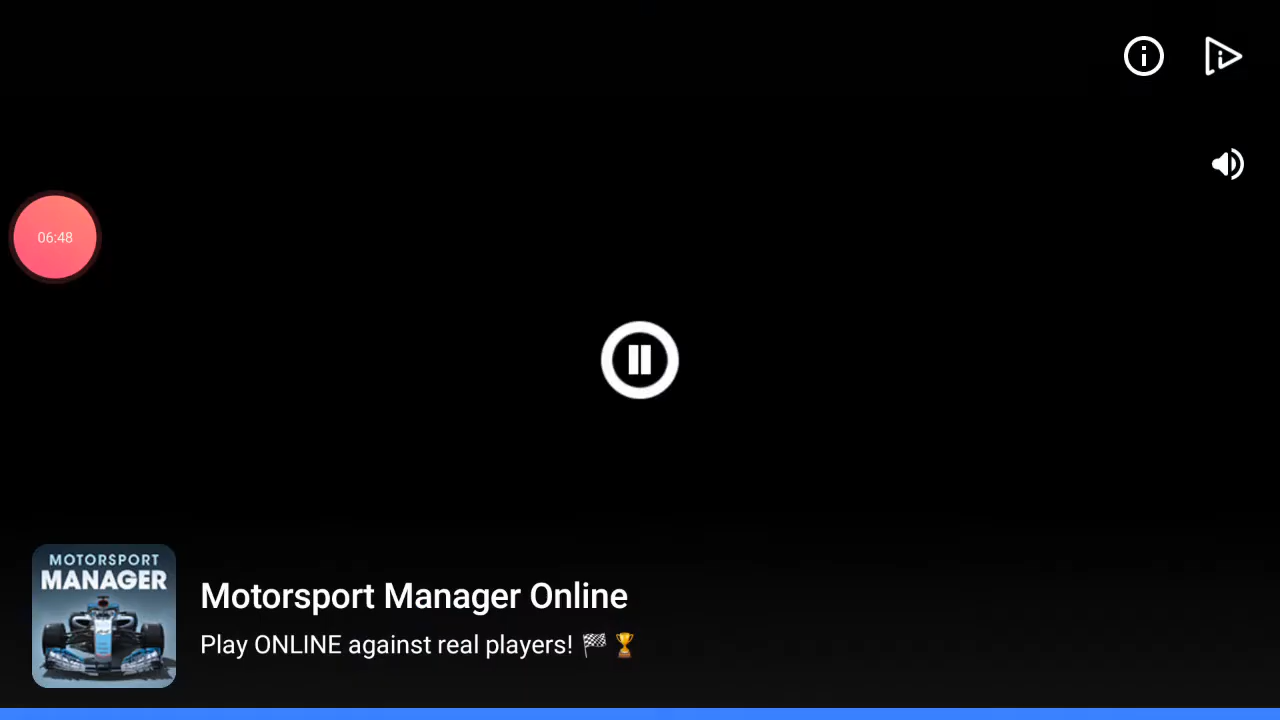 06:48
MOTORSPORT
MANAGER
Motorsport Manager Online
Play ONLINE against real players! 🏁🏆